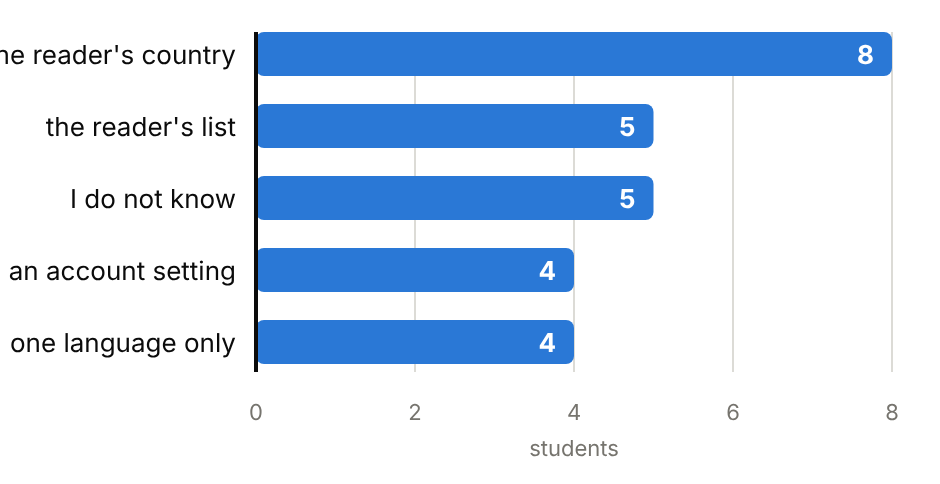 he reader's country
8
the reader's list
5
I do not know
5
an account setting
4
one language only
4
0 2 4 6 8
students